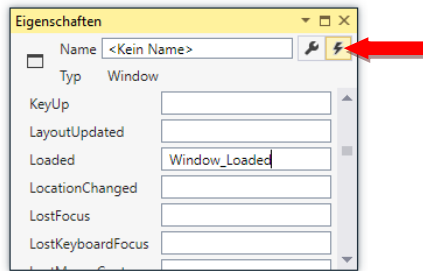 Eigenschaften
Name <Kein Name>
Typ Window
KeyUp
LayoutUpdated
Loaded Window_Loaded
LocationChanged
LostFocus
LostKeyboardFocus